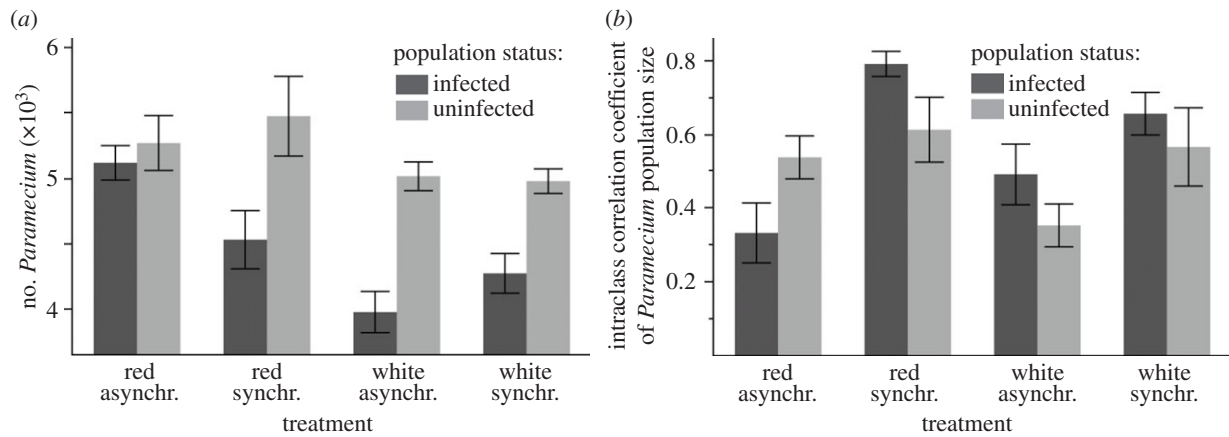 (a)
6
5
4
no. Paramecium (×10³)
population status:
infected
uninfected
red
asynchr.
red
synchr.
white
asynchr.
white
synchr.
treatment
(b)
0.8
0.6
0.4
0.2
intraclass correlation coefficient
of Paramecium population size
population status:
infected
uninfected
red
asynchr.
red
synchr.
white
asynchr.
white
synchr.
treatment